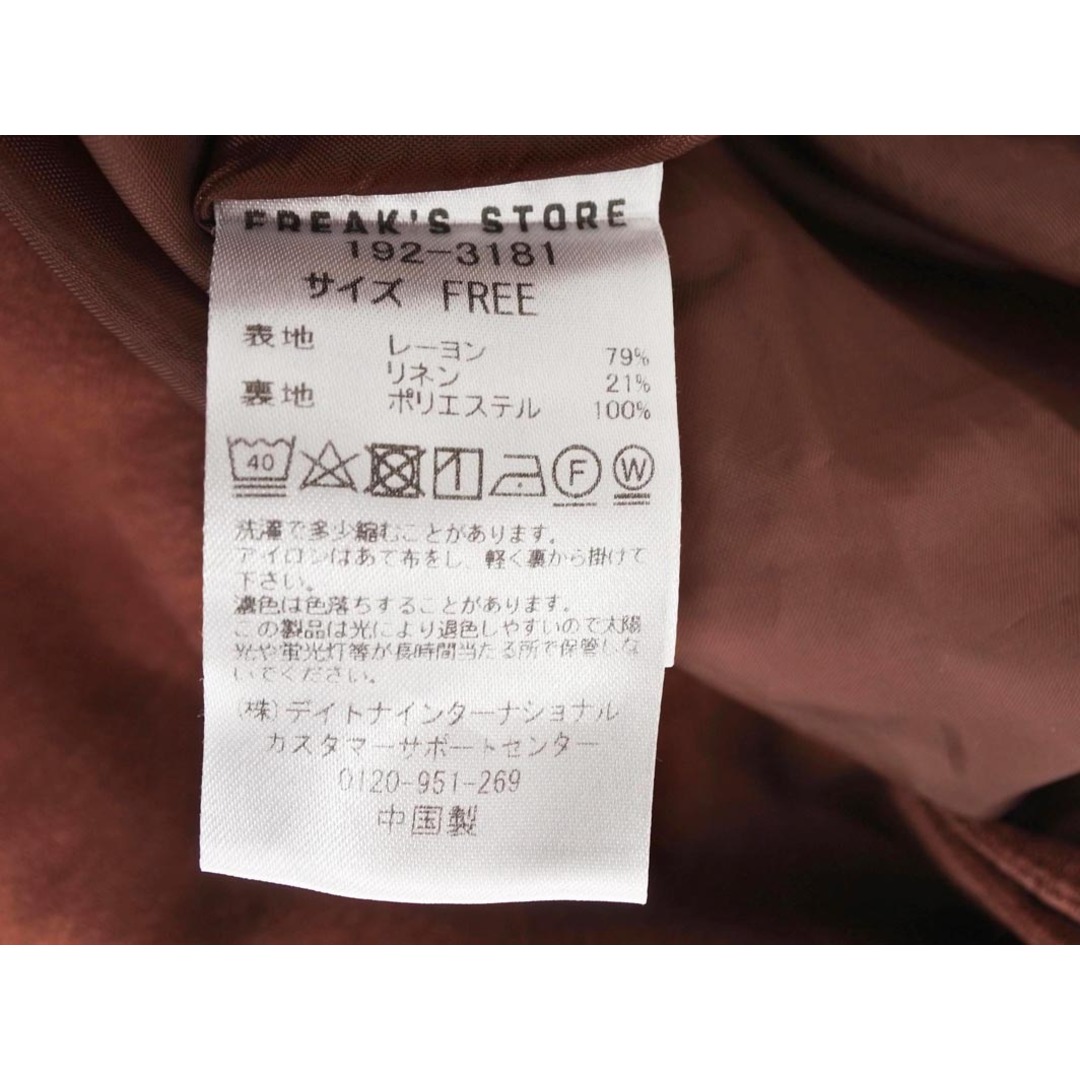 FREAK'S STORE
192-3181
サイズ FREE
表地 レーヨン 79%
リネン 21%
裏地 ポリエステル 100%
40 F W
洗濯で多少縮むことがあります。
アイロンはあて布をし、軽く裏から掛けて
下さい。
濃色は色落ちすることがあります。
この製品は光により退色しやすいので太陽
光や蛍光灯等が長時間当たる所で保管しな
いでください。
(株)デイトナインターナショナル
カスタマーサポートセンター
0120-951-269
中国製